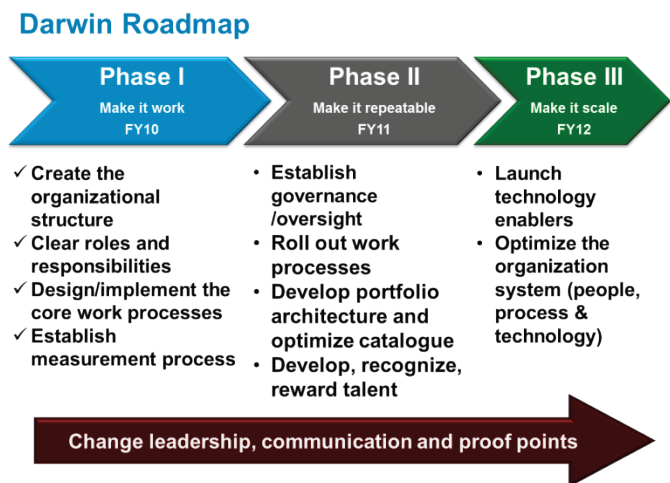 Darwin Roadmap
Phase I
Make it work
FY10
✓ Create the
organizational
structure
✓ Clear roles and
responsibilities
✓ Design/implement the
core work processes
✓ Establish
measurement process
Phase II
Make it repeatable
FY11
• Establish
governance
/oversight
• Roll out work
processes
• Develop portfolio
architecture and
optimize catalogue
• Develop, recognize,
reward talent
Phase III
Make it scale
FY12
• Launch
technology
enablers
• Optimize the
organization
system (people,
process &
technology)
Change leadership, communication and proof points